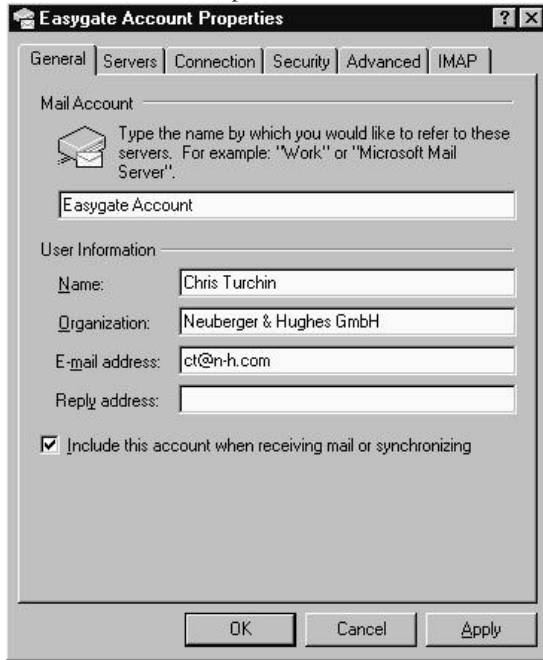 Easygate Account Properties
General Servers Connection Security Advanced IMAP
Mail Account
Type the name by which you would like to refer to these
servers. For example: "Work" or "Microsoft Mail
Server".
Easygate Account
User Information
Name: Chris Turchin
Organization: Neuberger & Hughes GmbH
E-mail address: ct@n-h.com
Reply address:
Include this account when receiving mail or synchronizing
OK Cancel Apply